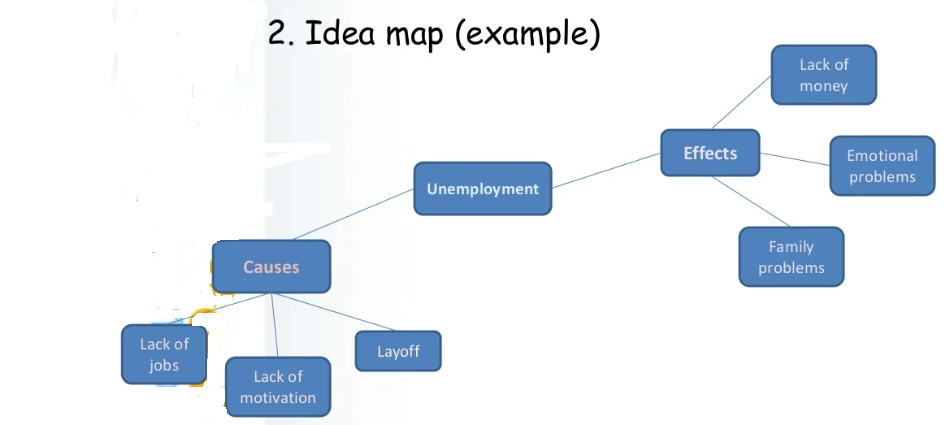 2. Idea map (example)
Lack of
money
Effects
Emotional
problems
Unemployment
Family
problems
Causes
Lack of
jobs
Layoff
Lack of
motivation